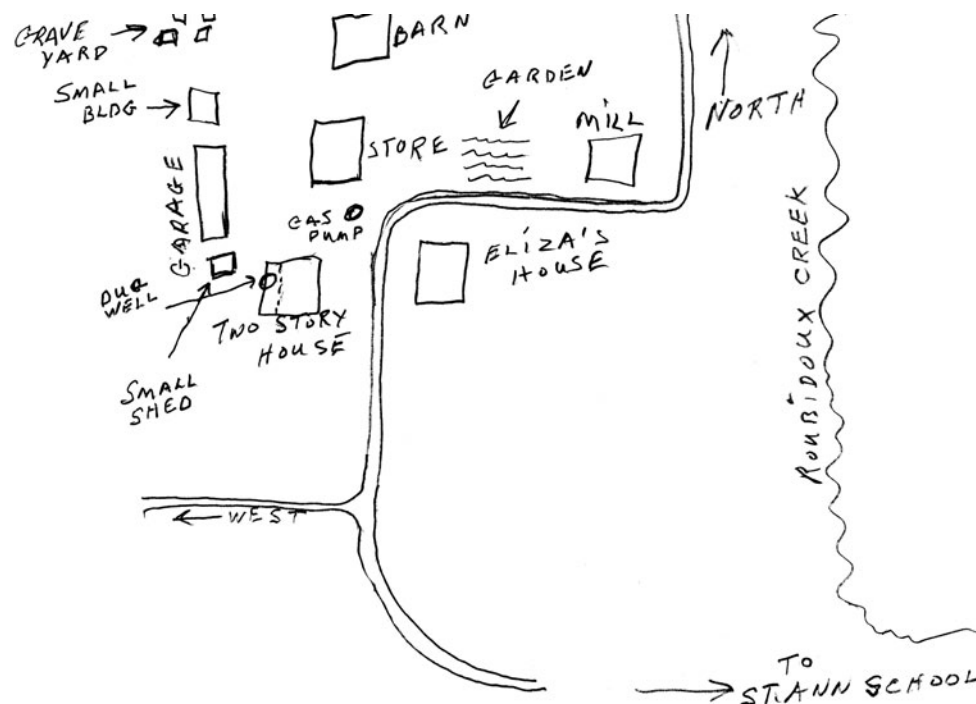 GRAVE
YARD
BARN
GARDEN
SMALL
BLDG
MiLL
NORTH
STORE
GARAGE
GAS
PUMP
ELiZA'S
HOUSE
DUG
WELL
TWO STORY
HOUSE
SMALL
SHED
ROUBiDOUX CREEK
WEST
TO
ST. ANN SCHOOL